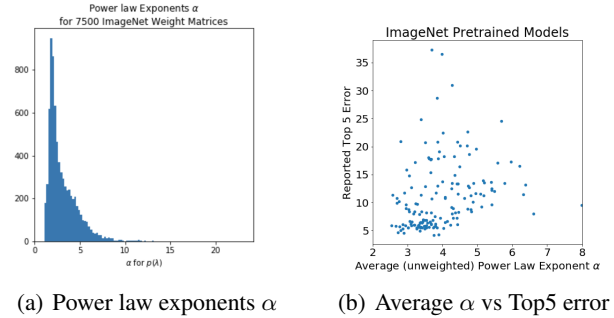 Power law Exponents α
for 7500 ImageNet Weight Matrices
800
600
400
200
0
0 5 10 15 20
α for p(λ)
(a) Power law exponents α
ImageNet Pretrained Models
Reported Top 5 Error
35
30
25
20
15
10
5
2 3 4 5 6 7 8
Average (unweighted) Power Law Exponent α
(b) Average α vs Top5 error